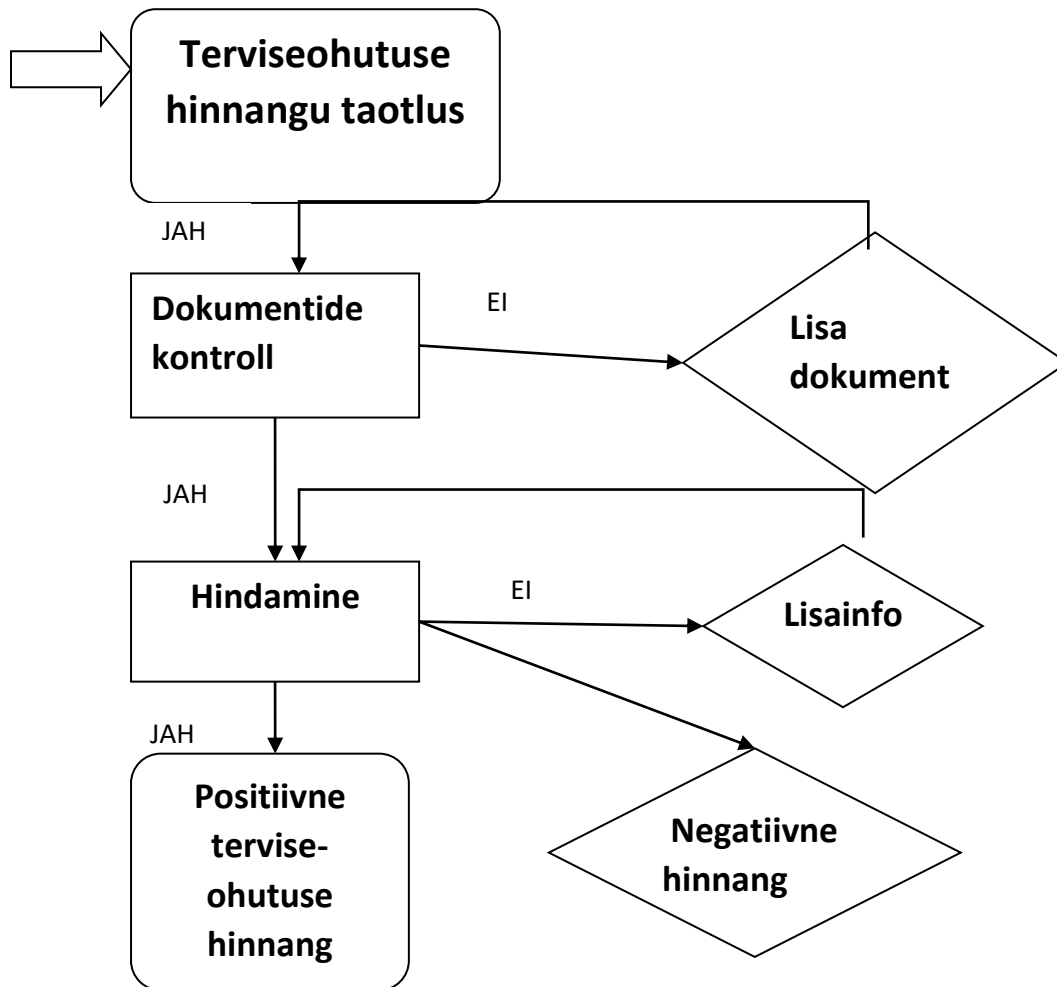 Terviseohutuse
hinnangu taotlus
JAH
Dokumentide
kontroll
EI
Lisa
dokument
JAH
Hindamine
EI
Lisainfo
JAH
Positiivne
tervise-
ohutuse
hinnang
Negatiivne
hinnang